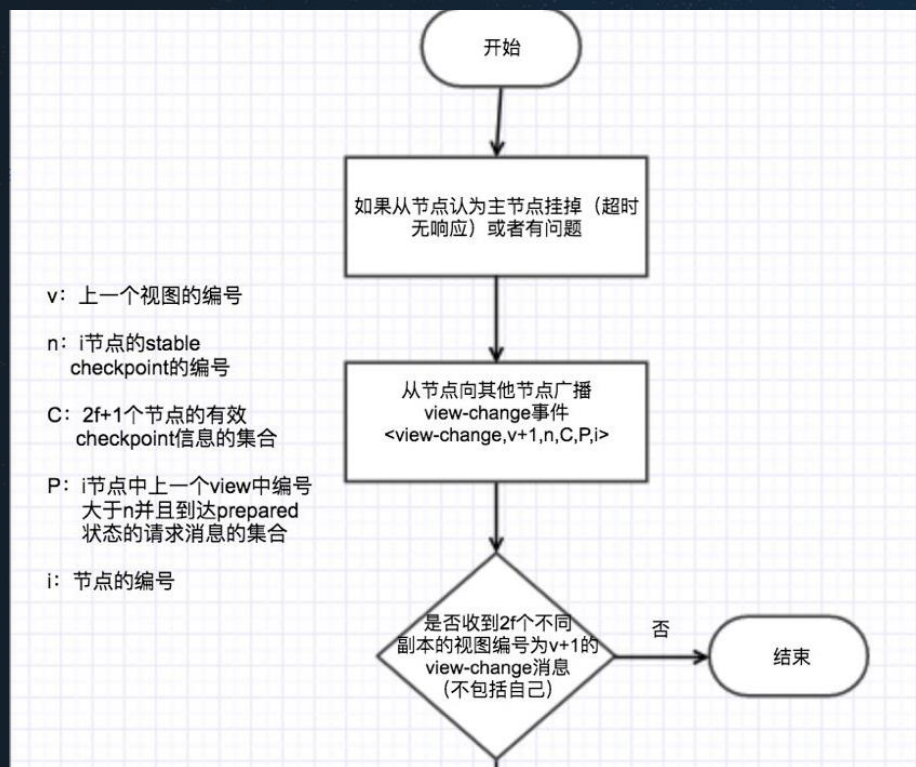 开始
如果从节点认为主节点挂掉（超时
无响应）或者有问题
v：上一个视图的编号
n：i节点的stable
checkpoint的编号
C：2f+1个节点的有效
checkpoint信息的集合
P：i节点中上一个view中编号
大于n并且到达prepared
状态的请求消息的集合
i：节点的编号
从节点向其他节点广播
view-change事件
<view-change,v+1,n,C,P,i>
是否收到2f个不同
副本的视图编号为v+1的
view-change消息
（不包括自己）
否
结束